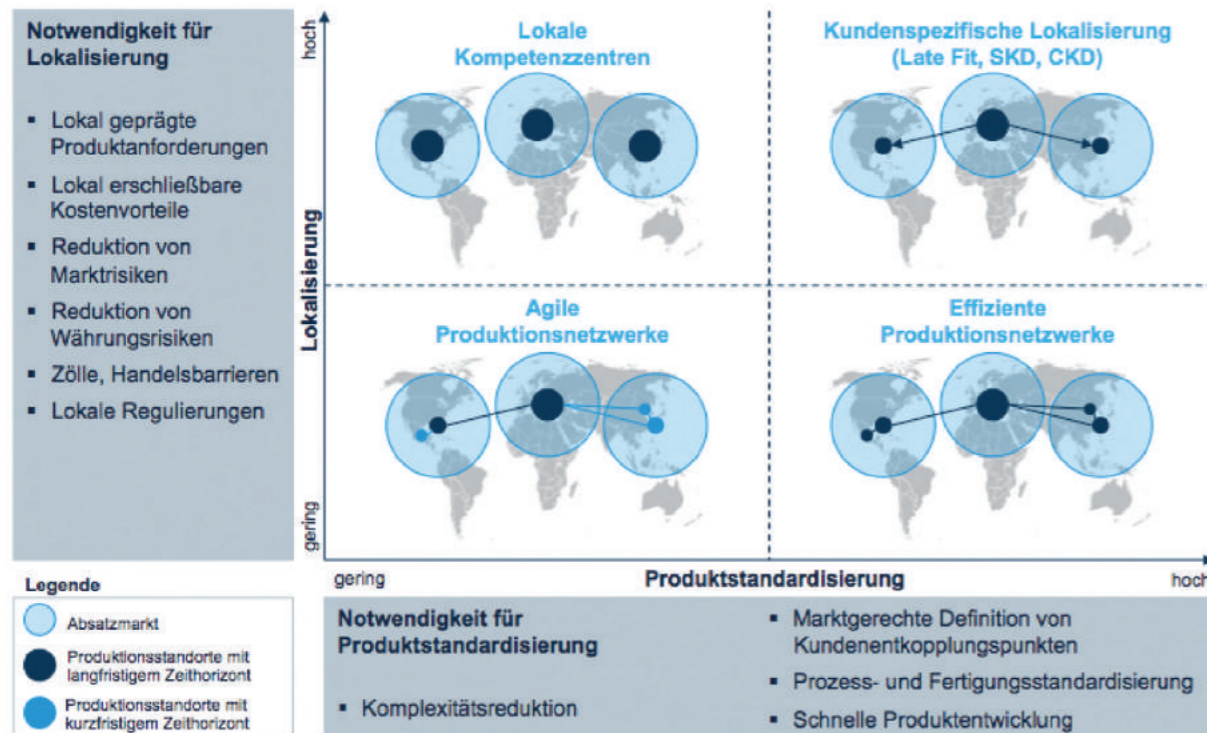 Notwendigkeit für
Lokalisierung
▪ Lokal geprägte
Produktanforderungen
▪ Lokal erschließbare
Kostenvorteile
▪ Reduktion von
Marktrisiken
▪ Reduktion von
Währungsrisiken
▪ Zölle, Handelsbarrieren
▪ Lokale Regulierungen
hoch
Lokalisierung
gering
Lokale
Kompetenzzentren
Kundenspezifische Lokalisierung
(Late Fit, SKD, CKD)
Agile
Produktionsnetzwerke
Effiziente
Produktionsnetzwerke
gering
Produktstandardisierung
hoch
Legende
Absatzmarkt
Produktionsstandorte mit
langfristigem Zeithorizont
Produktionsstandorte mit
kurzfristigem Zeithorizont
Notwendigkeit für
Produktstandardisierung
▪ Komplexitätsreduktion
▪ Marktgerechte Definition von
Kundenentkopplungspunkten
▪ Prozess- und Fertigungsstandardisierung
▪ Schnelle Produktentwicklung